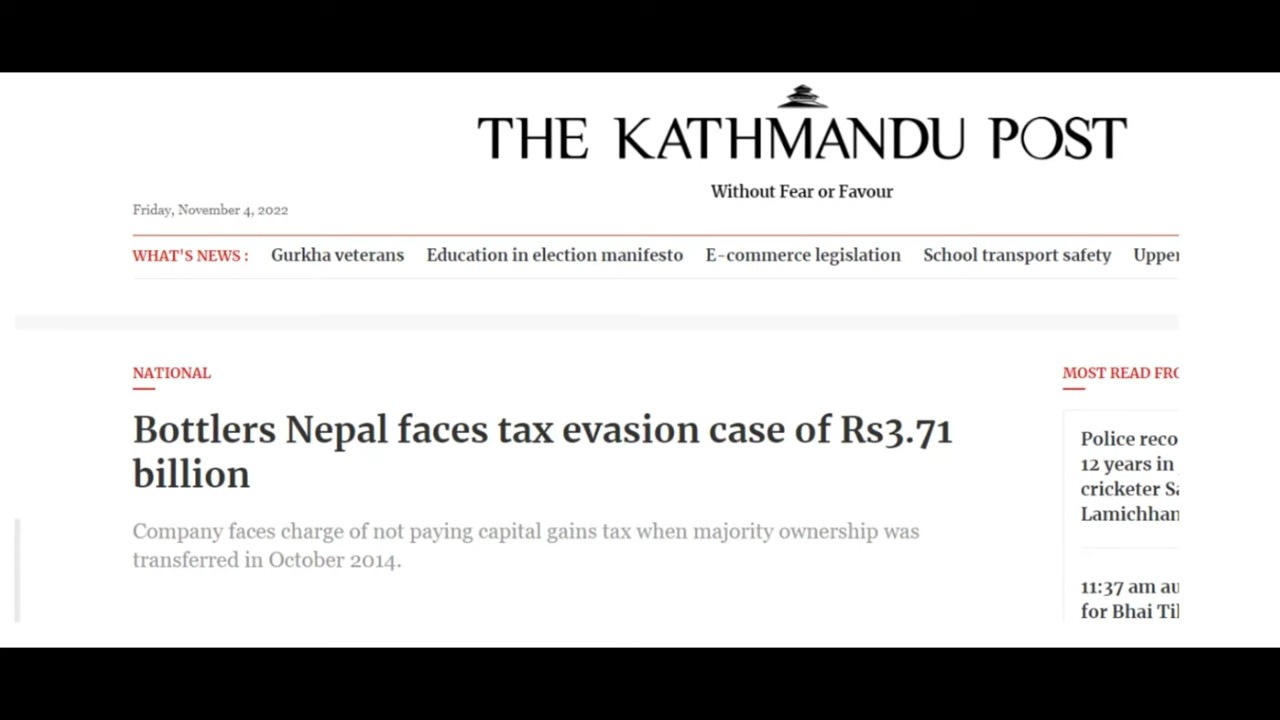 THE KATHMANDU POST
Without Fear or Favour
Friday, November 4, 2022
WHAT'S NEWS : Gurkha veterans Education in election manifesto E-commerce legislation School transport safety Upper
NATIONAL
Bottlers Nepal faces tax evasion case of Rs3.71
billion
Company faces charge of not paying capital gains tax when majority ownership was
transferred in October 2014.
MOST READ
Police
12 years in
cricketer
11:37 am
for Bhai